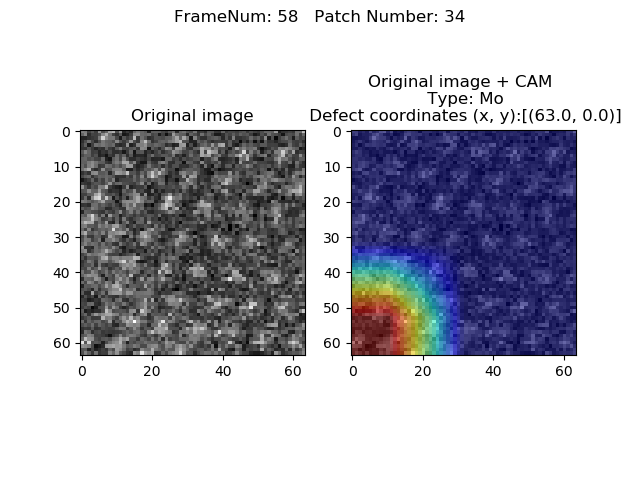 FrameNum: 58   Patch Number: 34
Original image
Original image + CAM
Type: Mo
Defect coordinates (x, y):[(63.0, 0.0)]
0
10
20
30
40
50
60
0 20 40 60
0
10
20
30
40
50
60
0 20 40 60